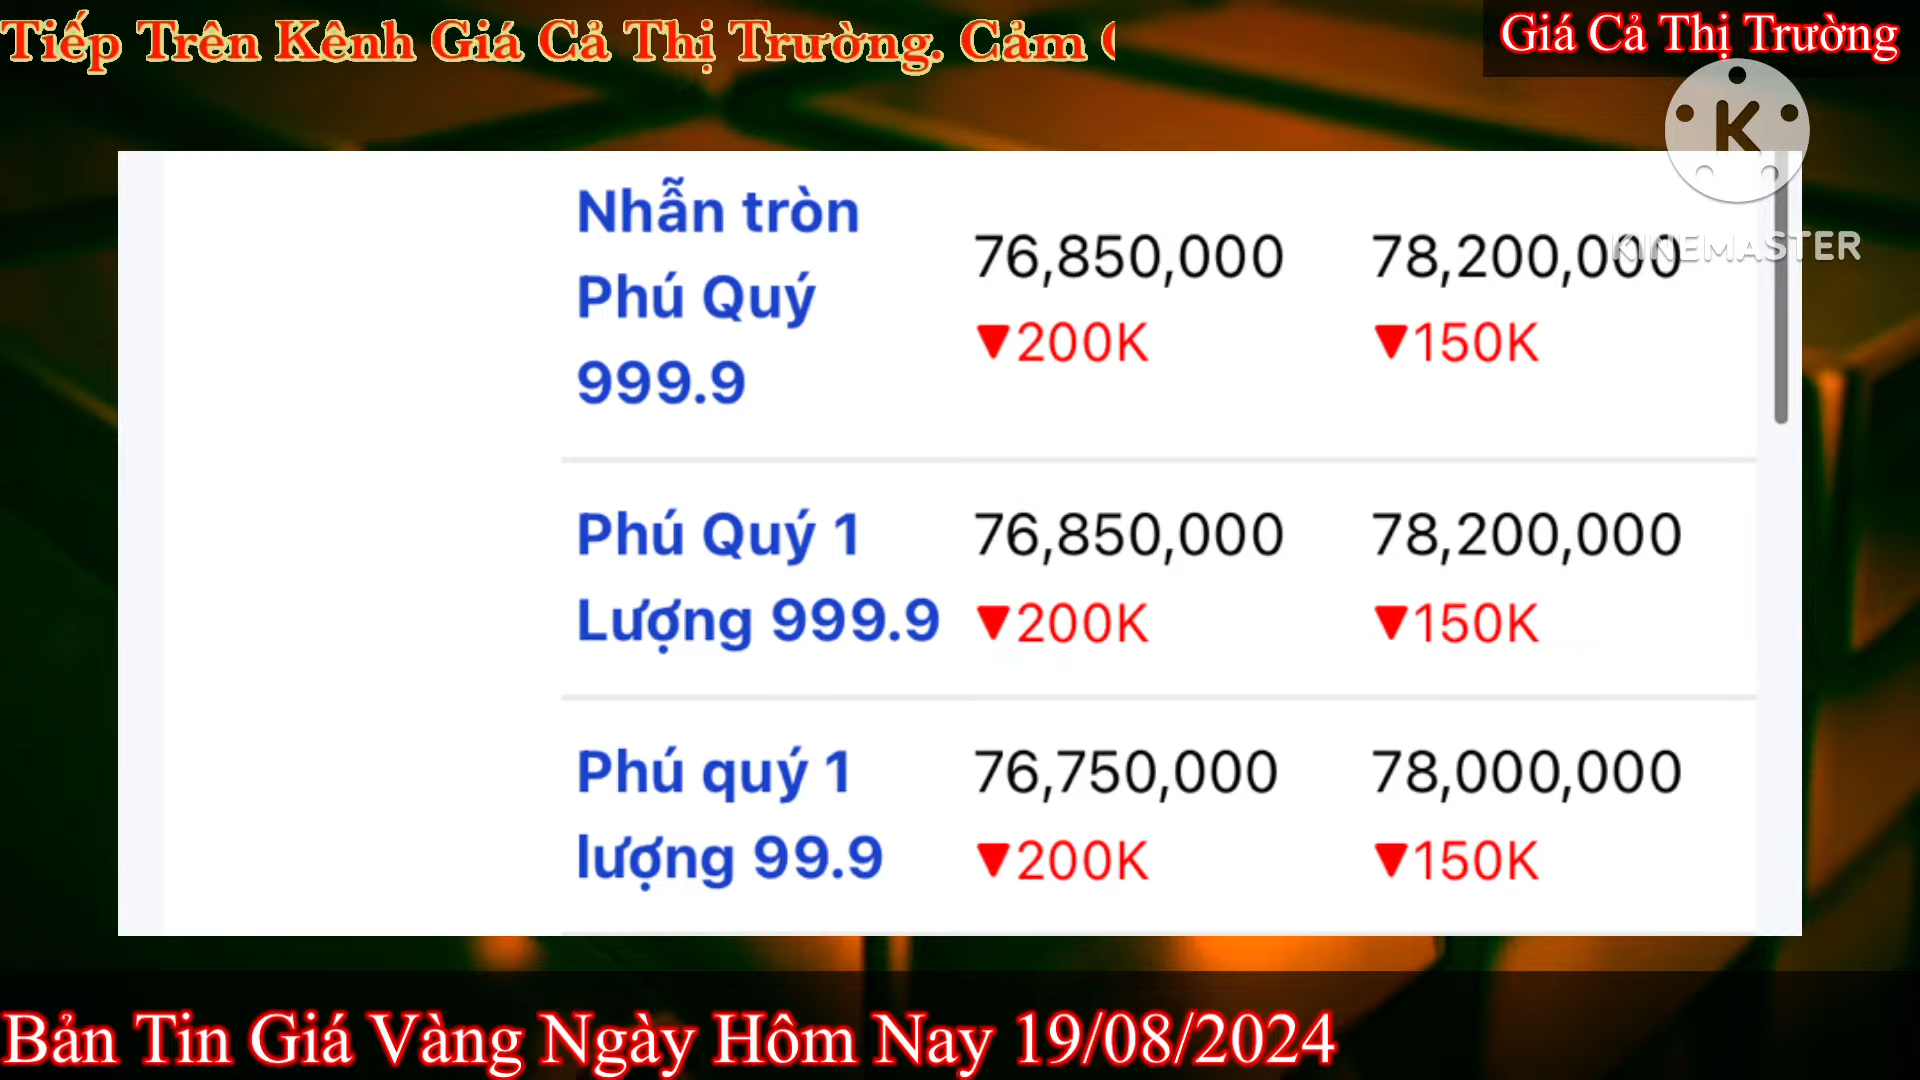 Tiếp Trên Kênh Giá Cả Thị Trường. Cảm
Giá Cả Thị Trường
K
KINEMASTER
Nhẫn tròn
Phú Quý
999.9
76,850,000
78,200,000
▼200K
▼150K
Phú Quý 1
Lượng 999.9
76,850,000
78,200,000
▼200K
▼150K
Phú quý 1
lượng 99.9
76,750,000
78,000,000
▼200K
▼150K
Bản Tin Giá Vàng Ngày Hôm Nay 19/08/2024